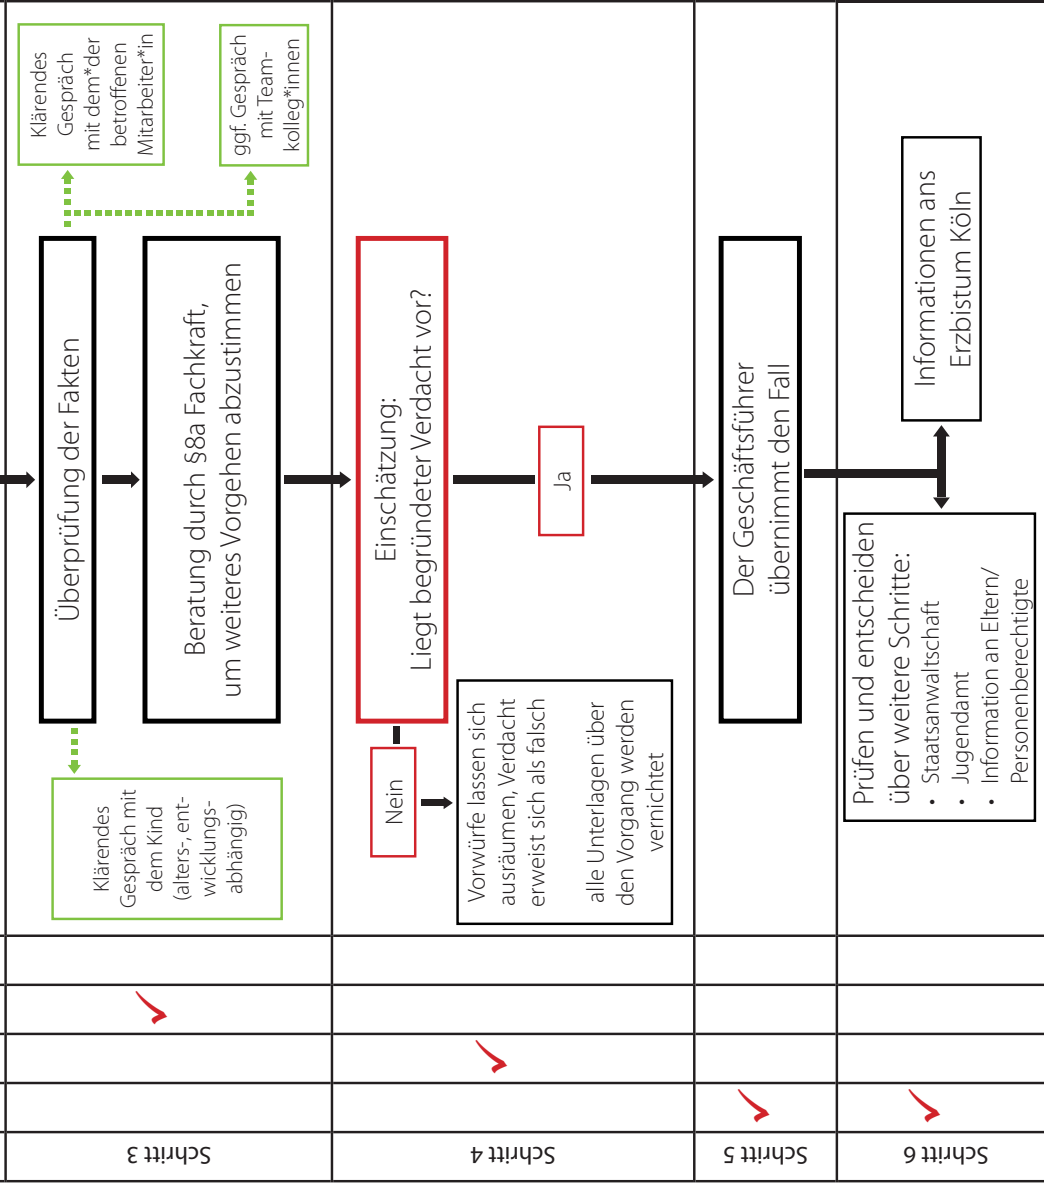 Schritt 3
Klärendes
Gespräch mit
dem Kind
(alters-, ent-
wicklungs-
abhängig)
Überprüfung der Fakten
Klärendes
Gespräch
mit dem*der
betroffenen
Mitarbeiter*in
ggf. Gespräch
mit Team-
kolleg*innen
Beratung durch §8a Fachkraft,
um weiteres Vorgehen abzustimmen
Schritt 4
Einschätzung:
Liegt begründeter Verdacht vor?
Nein
Vorwürfe lassen sich
ausräumen, Verdacht
erweist sich als falsch
alle Unterlagen über
den Vorgang werden
vernichtet
Ja
Schritt 5
Der Geschäftsführer
übernimmt den Fall
Schritt 6
Prüfen und entscheiden
über weitere Schritte:
• Staatsanwaltschaft
• Jugendamt
• Information an Eltern/
Personenberechtigte
Informationen ans
Erzbistum Köln